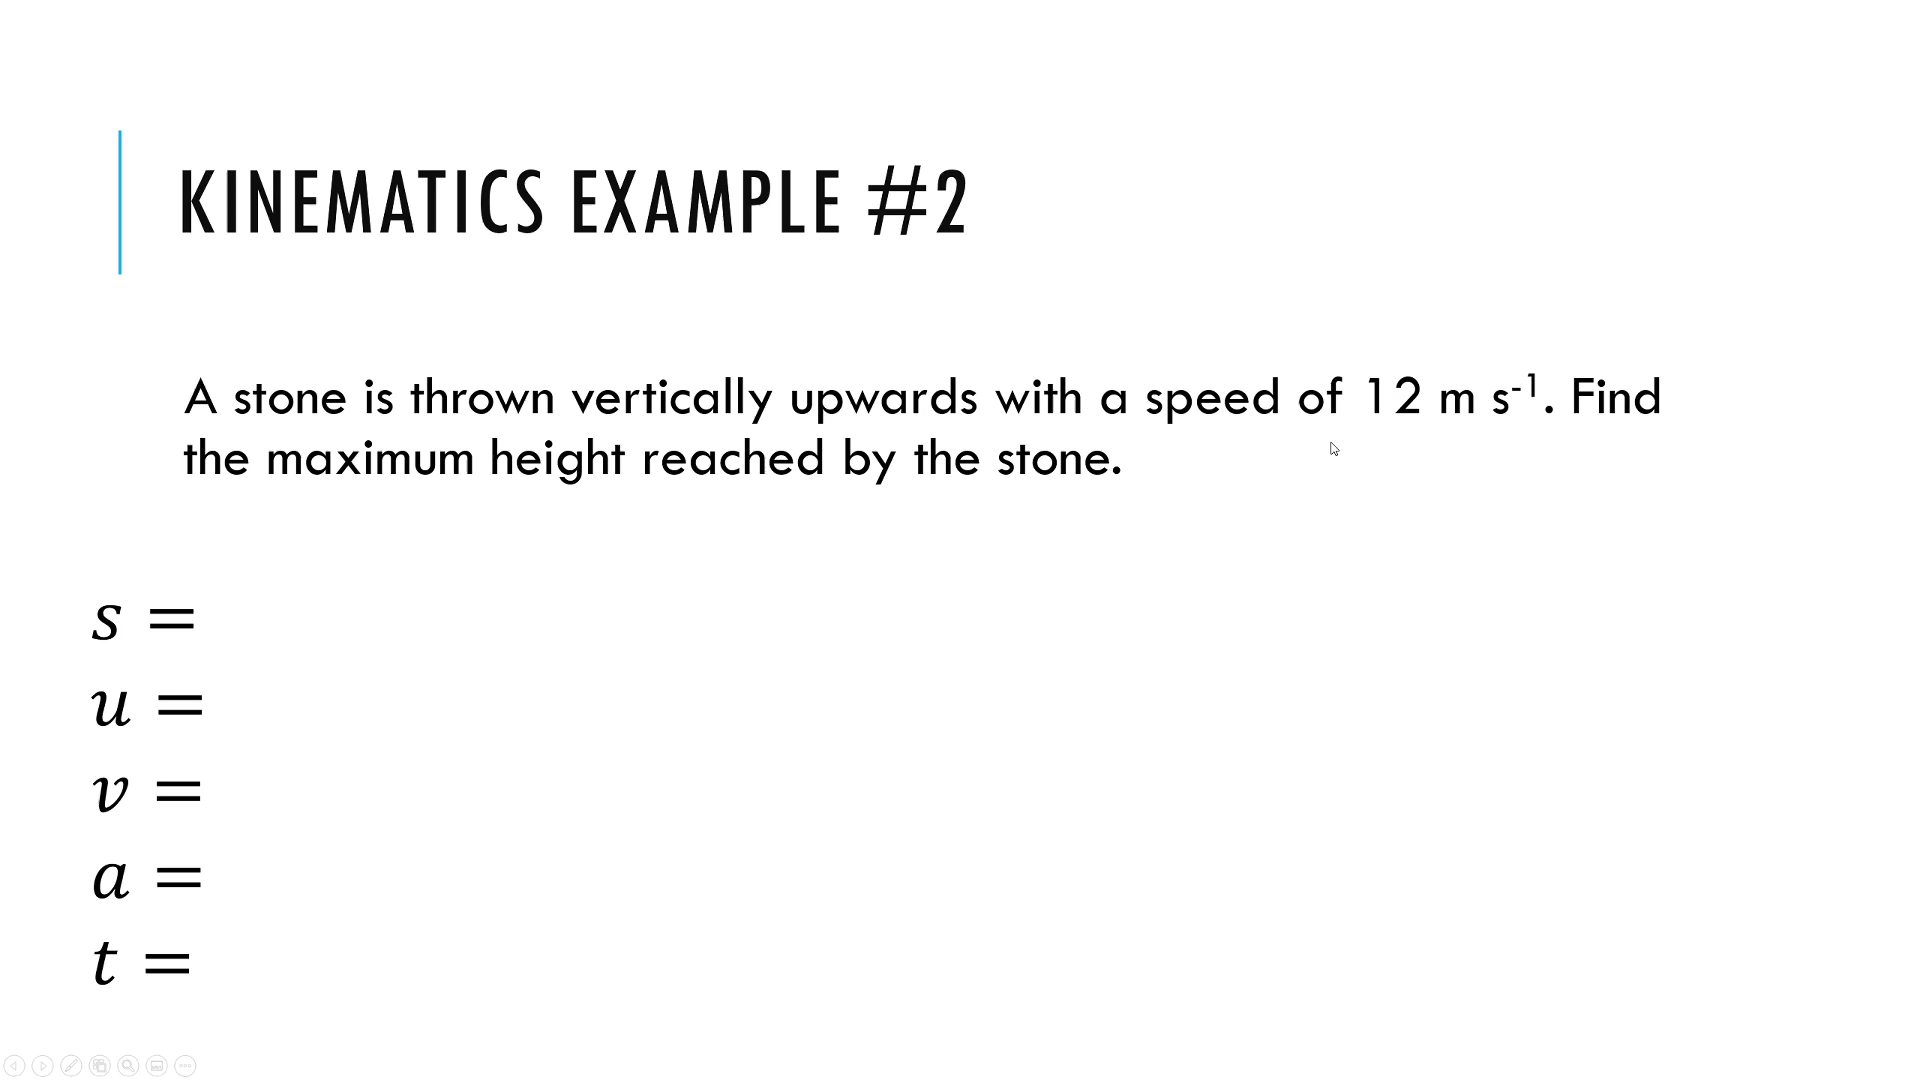 KINEMATICS EXAMPLE #2
A stone is thrown vertically upwards with a speed of 12 m s⁻¹. Find
the maximum height reached by the stone.
s =
u =
v =
a =
t =